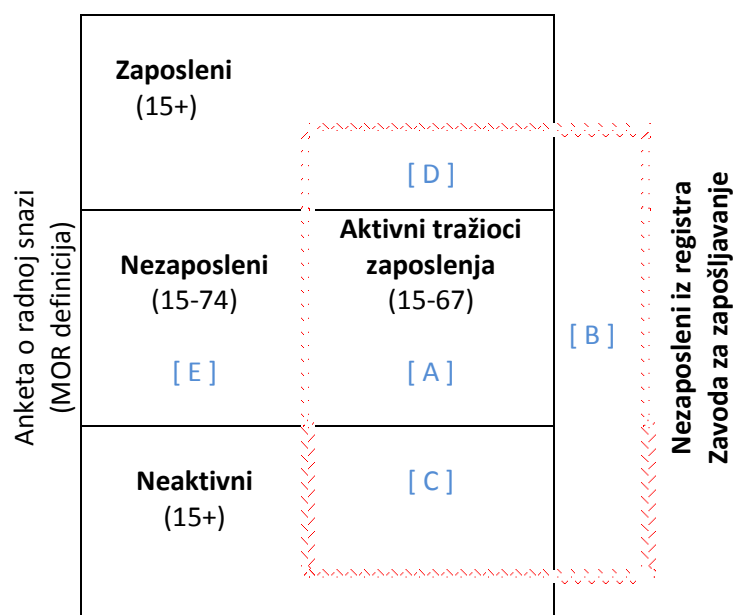 Anketa o radnoj snazi
(MOR definicija)
Zaposleni
(15+)
[ D ]
Nezaposleni
(15-74)
[ E ]
Aktivni tražioci
zaposlenja
(15-67)
[ A ]
[ B ]
Neaktivni
(15+)
[ C ]
Nezaposleni iz registra
Zavoda za zapošljavanje